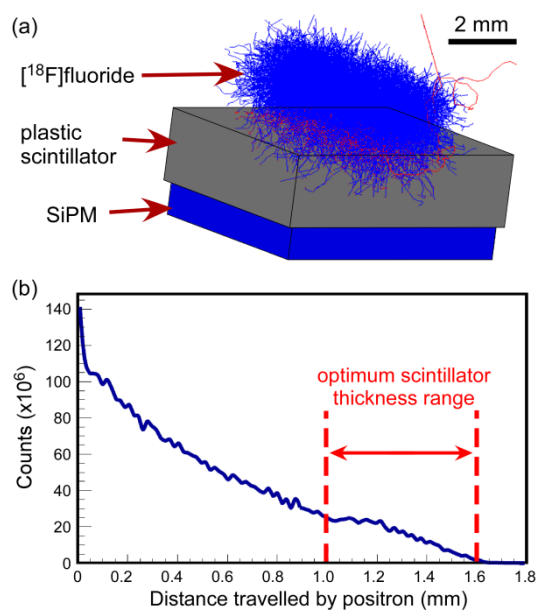 (a)
2 mm
[¹⁸F]fluoride
plastic
scintillator
SiPM
(b)
140
120
100
80
60
40
20
0
Counts (x10⁶)
optimum scintillator
thickness range
0 0.2 0.4 0.6 0.8 1.0 1.2 1.4 1.6 1.8
Distance travelled by positron (mm)